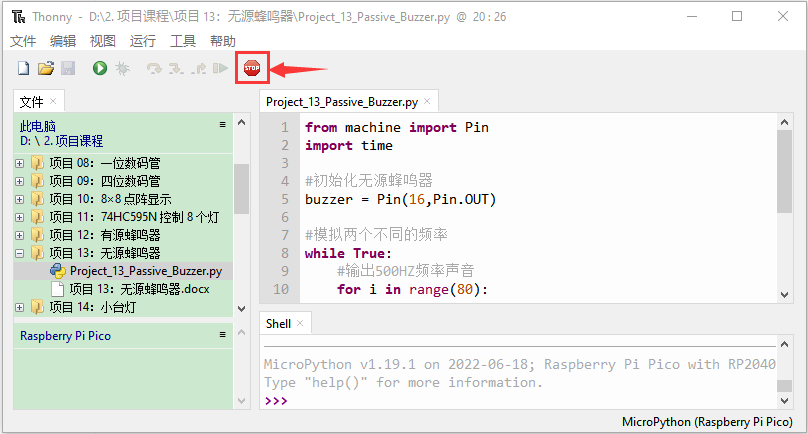 Thonny - D:\2. 项目课程\项目 13：无源蜂鸣器\Project_13_Passive_Buzzer.py @ 20 : 26
文件 编辑 视图 运行 工具 帮助
STOP
文件 ×
此电脑
D: \ 2. 项目课程
项目 08：一位数码管
项目 09：四位数码管
项目 10：8×8 点阵显示
项目 11：74HC595N 控制 8 个灯
项目 12：有源蜂鸣器
项目 13：无源蜂鸣器
Project_13_Passive_Buzzer.py
项目 13：无源蜂鸣器.docx
项目 14：小台灯
Raspberry Pi Pico
Project_13_Passive_Buzzer.py ×
1 from machine import Pin
2 import time
3
4 #初始化无源蜂鸣器
5 buzzer = Pin(16,Pin.OUT)
6
7 #模拟两个不同的频率
8 while True:
9 #输出500HZ频率声音
10 for i in range(80):
Shell ×
MicroPython v1.19.1 on 2022-06-18; Raspberry Pi Pico with RP2040
Type "help()" for more information.
>>>
MicroPython (Raspberry Pi Pico)